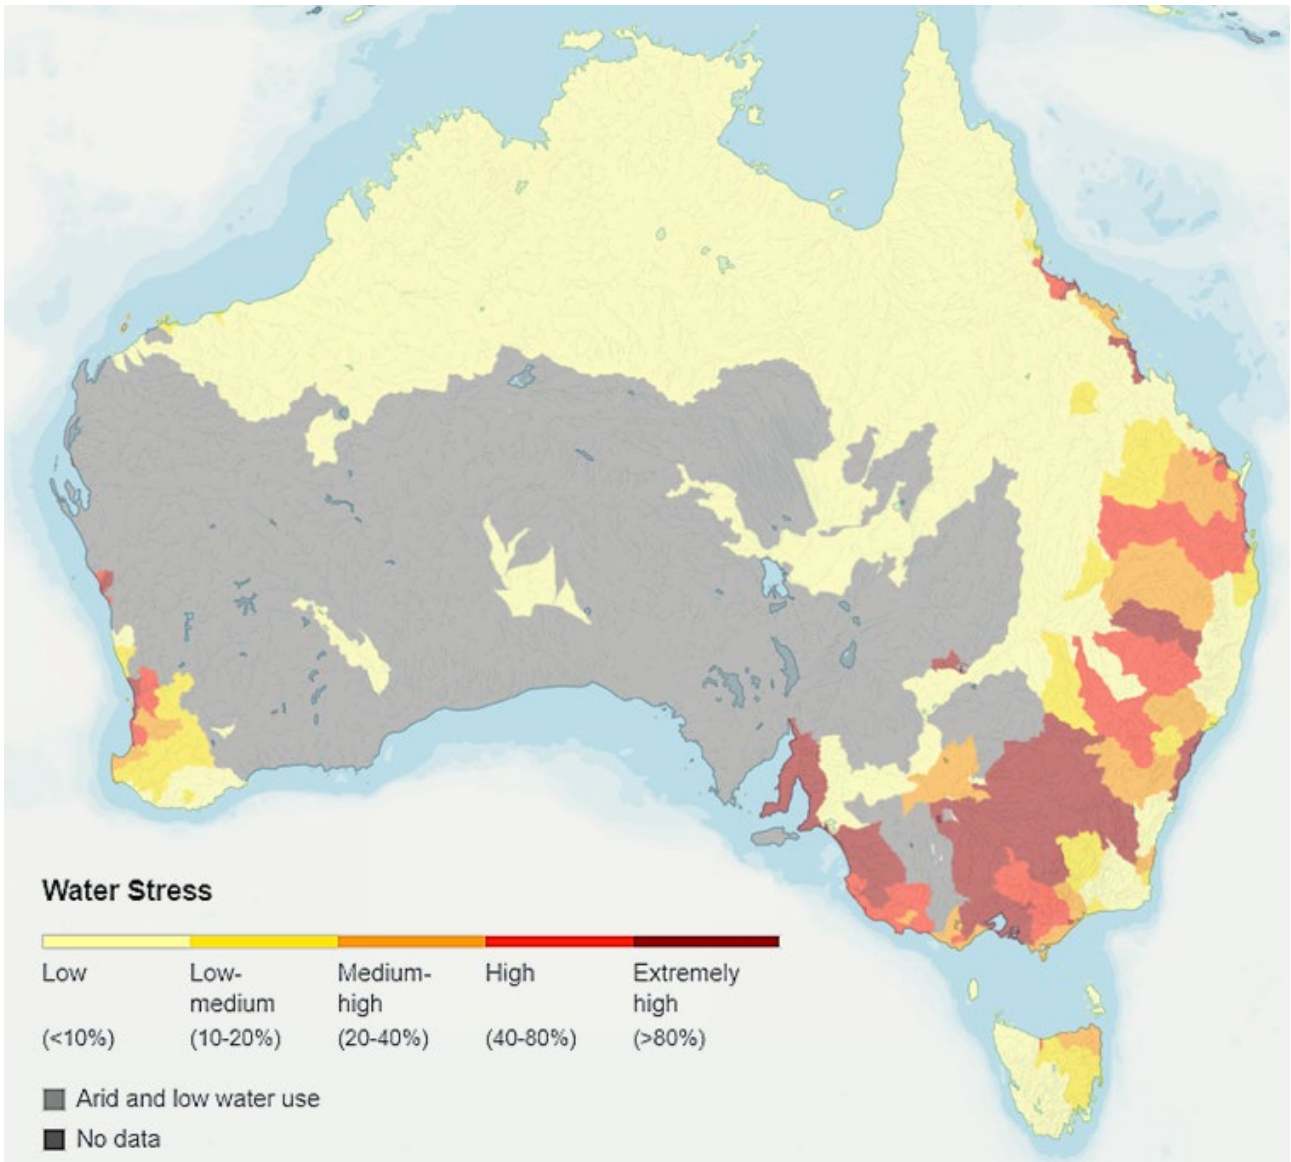 Water Stress
Low Low- Medium- High Extremely
medium high high
(<10%) (10-20%) (20-40%) (40-80%) (>80%)
Arid and low water use
No data